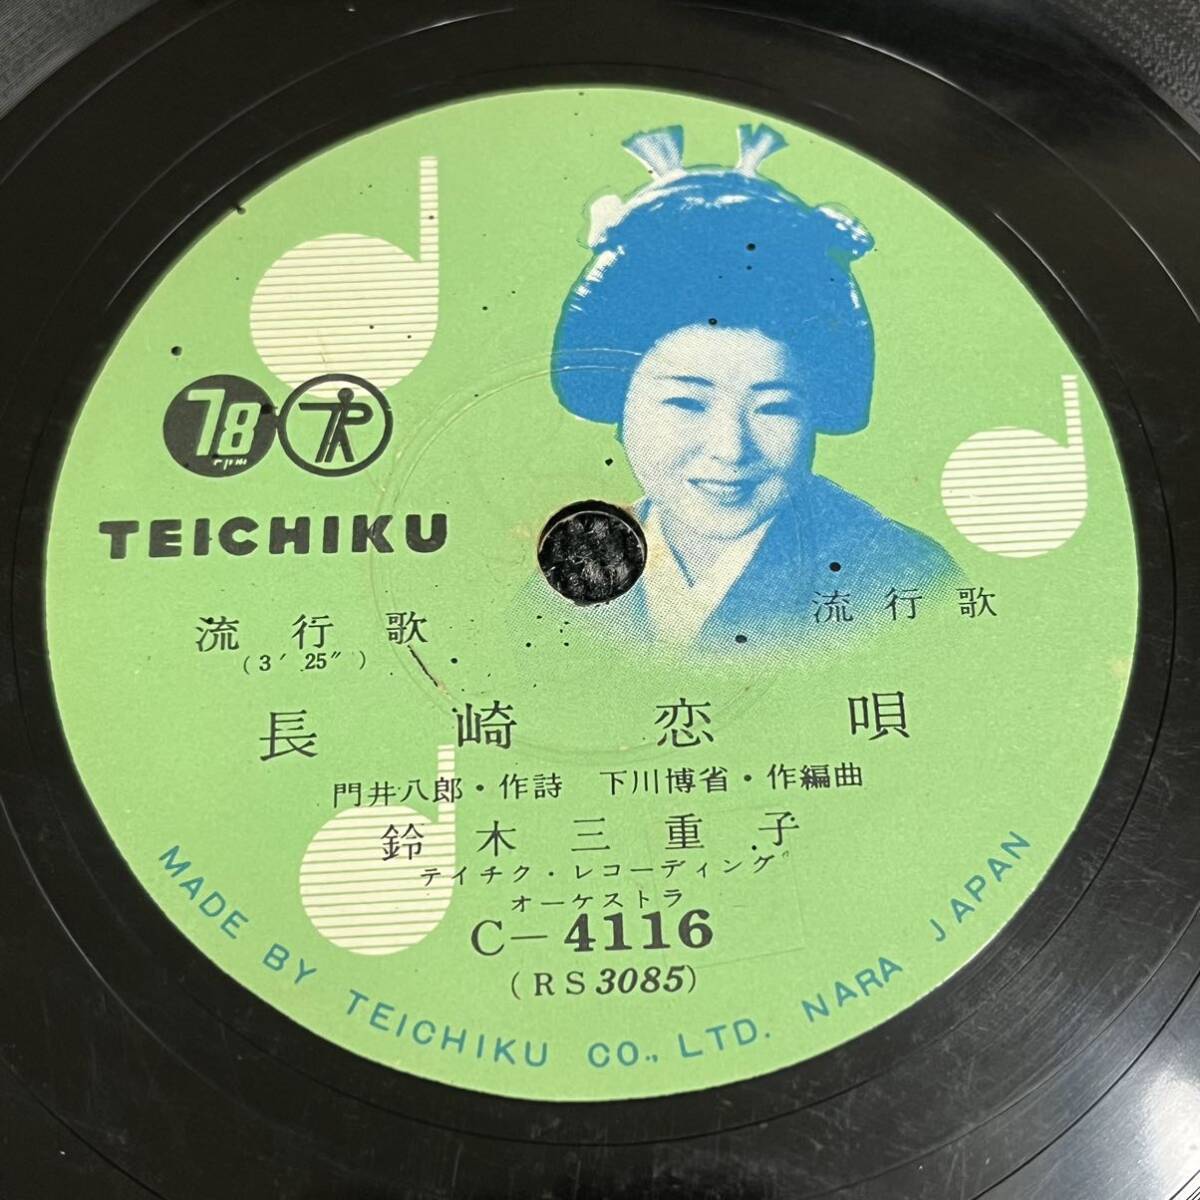 78
rpm
TEICHIKU
流行歌
流行歌
(3′25″)
長崎恋唄
門井八郎・作詩 下川博省・作編曲
鈴木三重子
テイチク・レコーディング
オーケストラ
C-4116
(RS3085)
MADE BY TEICHIKU CO., LTD. NARA JAPAN